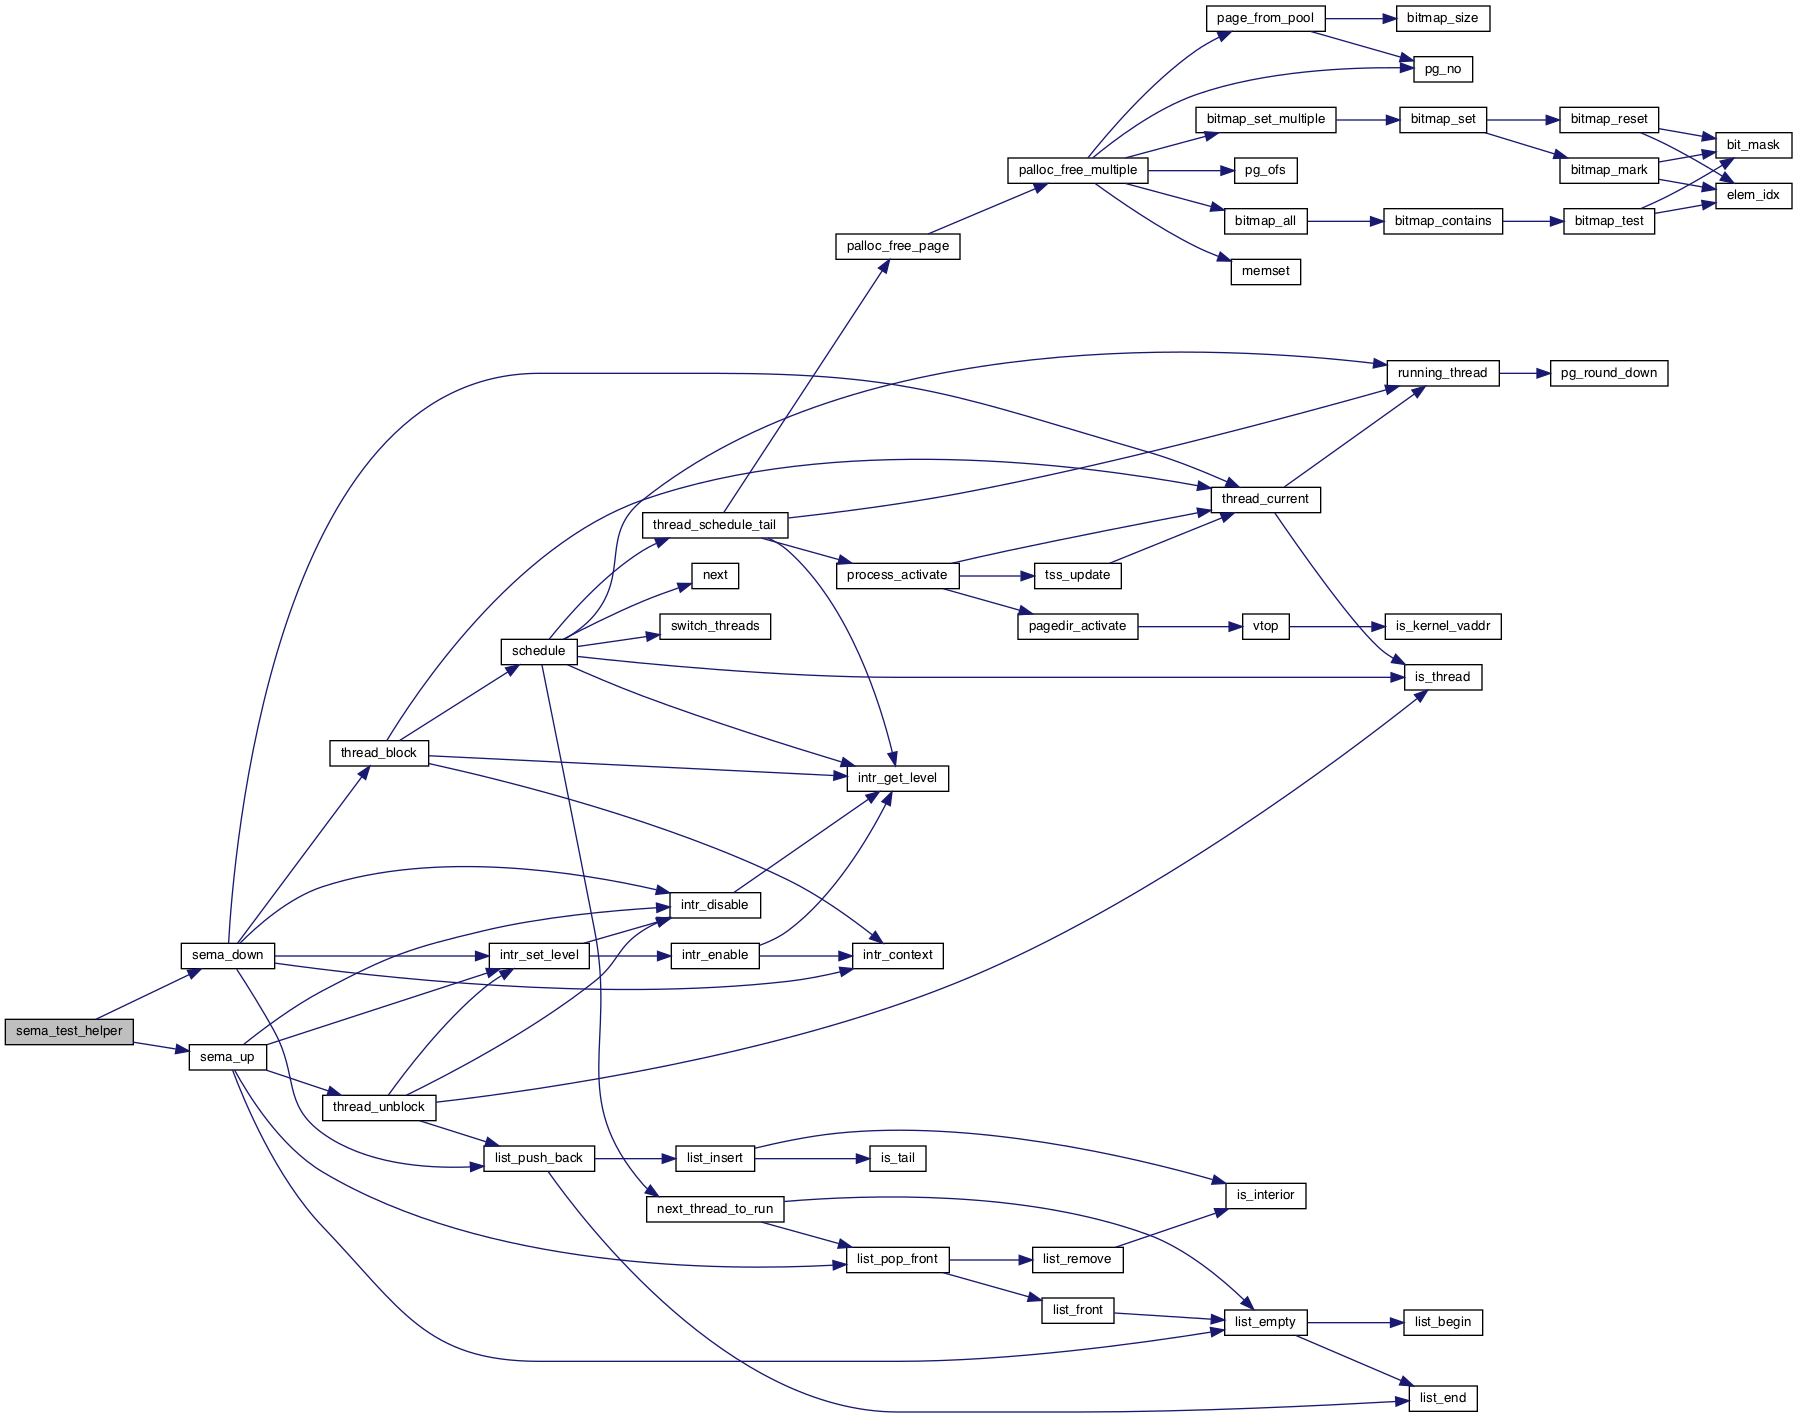 page_from_pool
bitmap_size
pg_no
bitmap_set_multiple
bitmap_set
bitmap_reset
bit_mask
palloc_free_multiple
pg_ofs
bitmap_mark
elem_idx
bitmap_all
bitmap_contains
bitmap_test
palloc_free_page
memset
running_thread
pg_round_down
thread_current
thread_schedule_tail
next
process_activate
tss_update
switch_threads
pagedir_activate
vtop
is_kernel_vaddr
schedule
is_thread
thread_block
intr_get_level
intr_disable
sema_down
intr_set_level
intr_enable
intr_context
sema_test_helper
sema_up
thread_unblock
list_push_back
list_insert
is_tail
is_interior
next_thread_to_run
list_pop_front
list_remove
list_front
list_empty
list_begin
list_end